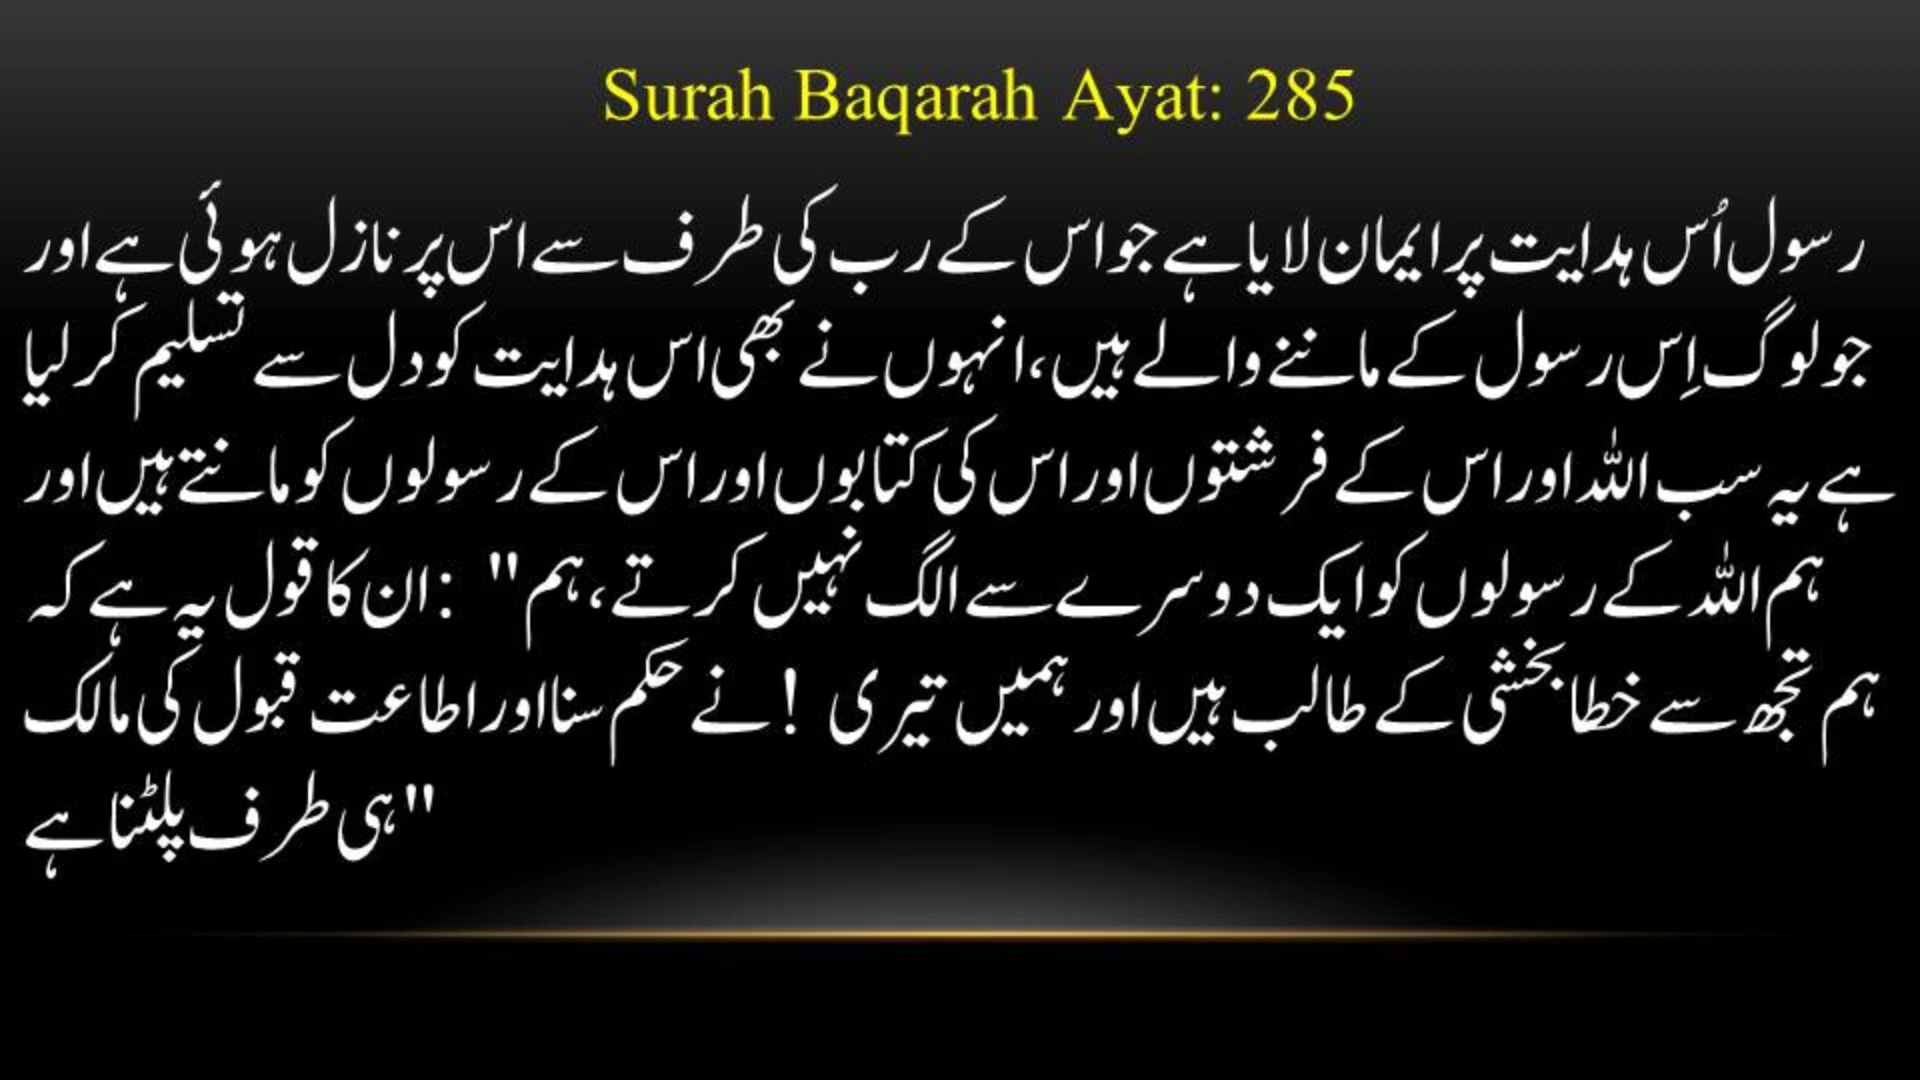 Surah Baqarah Ayat: 285
رسول اُس ہدایت پر ایمان لایا ہے جو اس کے رب کی طرف سے اس پر نازل ہوئی ہے اور
جو لوگ اِس رسول کے ماننے والے ہیں، انہوں نے بھی اس ہدایت کو دل سے تسلیم کر لیا
ہے یہ سب اللہ اور اس کے فرشتوں اور اس کی کتابوں اور اس کے رسولوں کو مانتے ہیں اور
ہم اللہ کے رسولوں کو ایک دوسرے سے الگ نہیں کرتے، ہم" :ان کا قول یہ ہے کہ
ہم تجھ سے خطا بخشی کے طالب ہیں اور ہمیں تیری !نے حکم سنا اور اطاعت قبول کی مالک
"ہی طرف پلٹنا ہے